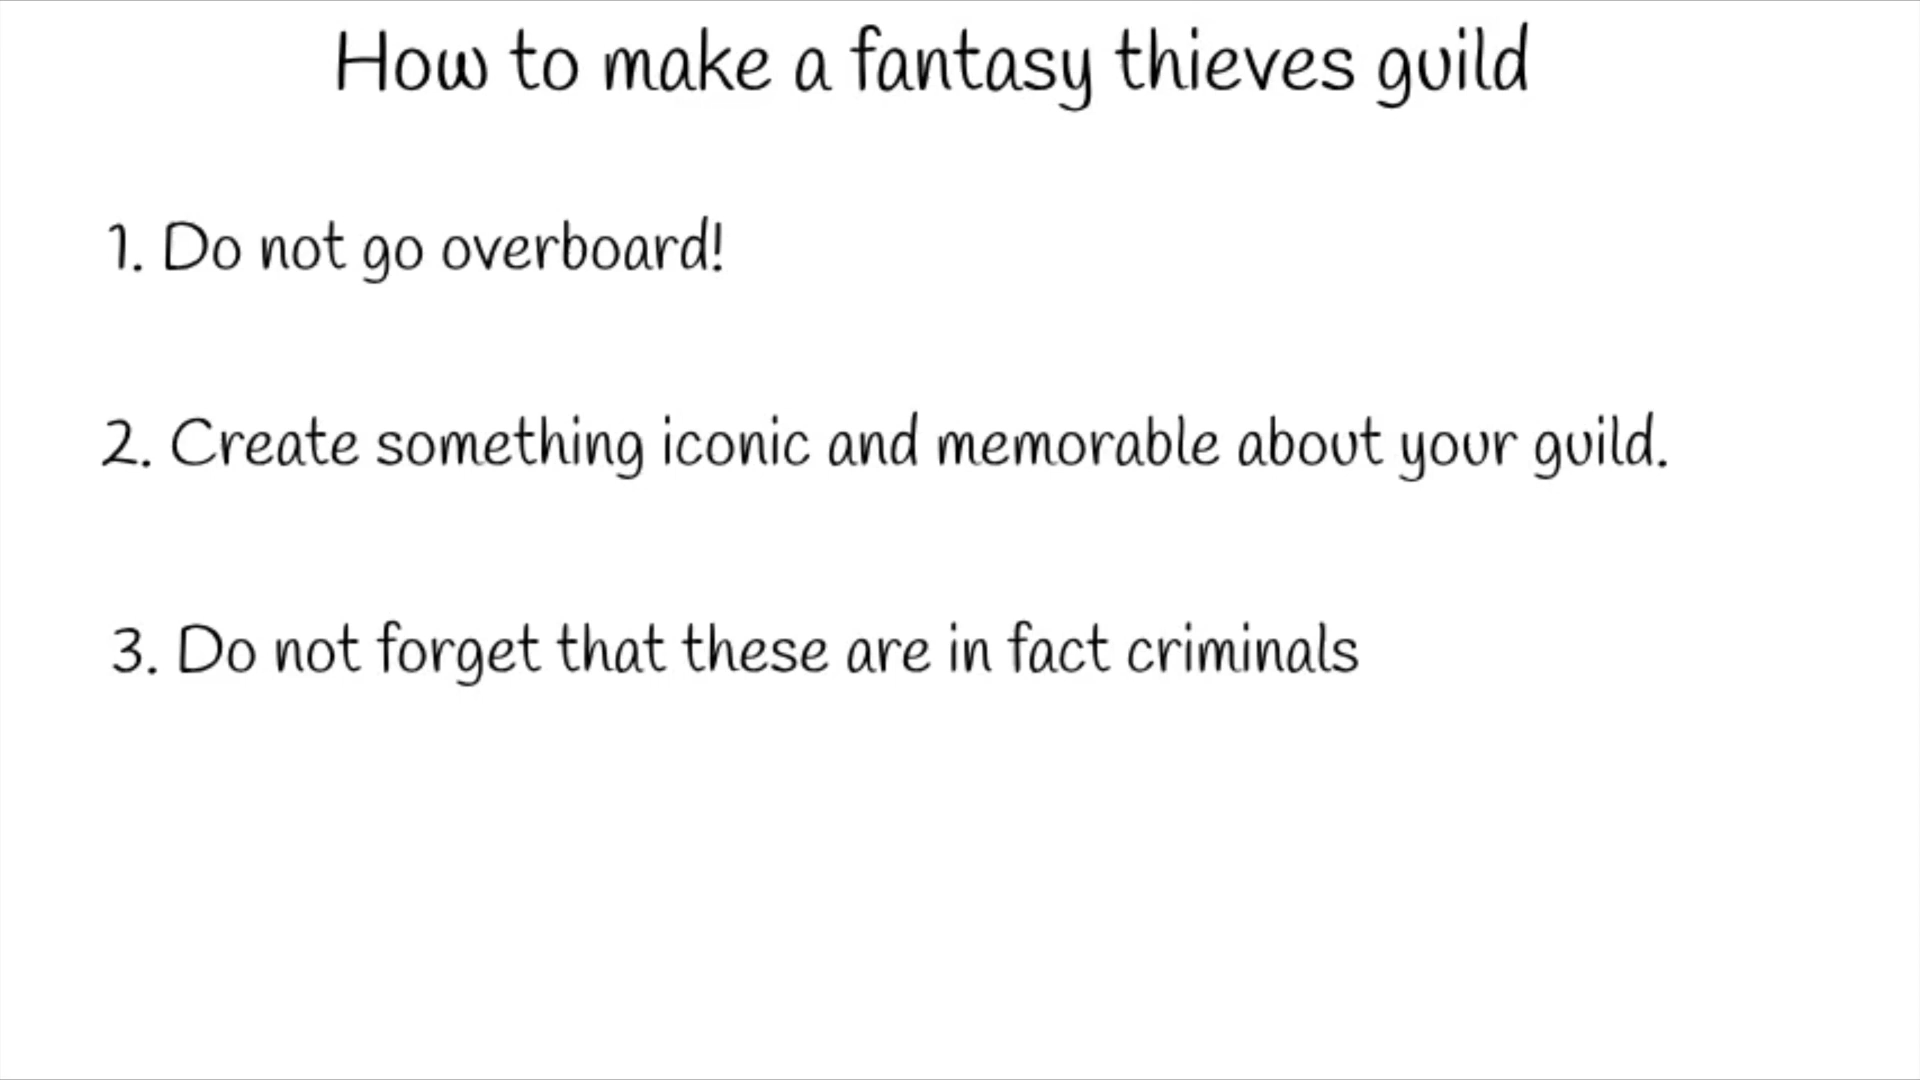 How to make a fantasy thieves guild
1. Do not go overboard!
2. Create something iconic and memorable about your guild.
3. Do not forget that these are in fact criminals